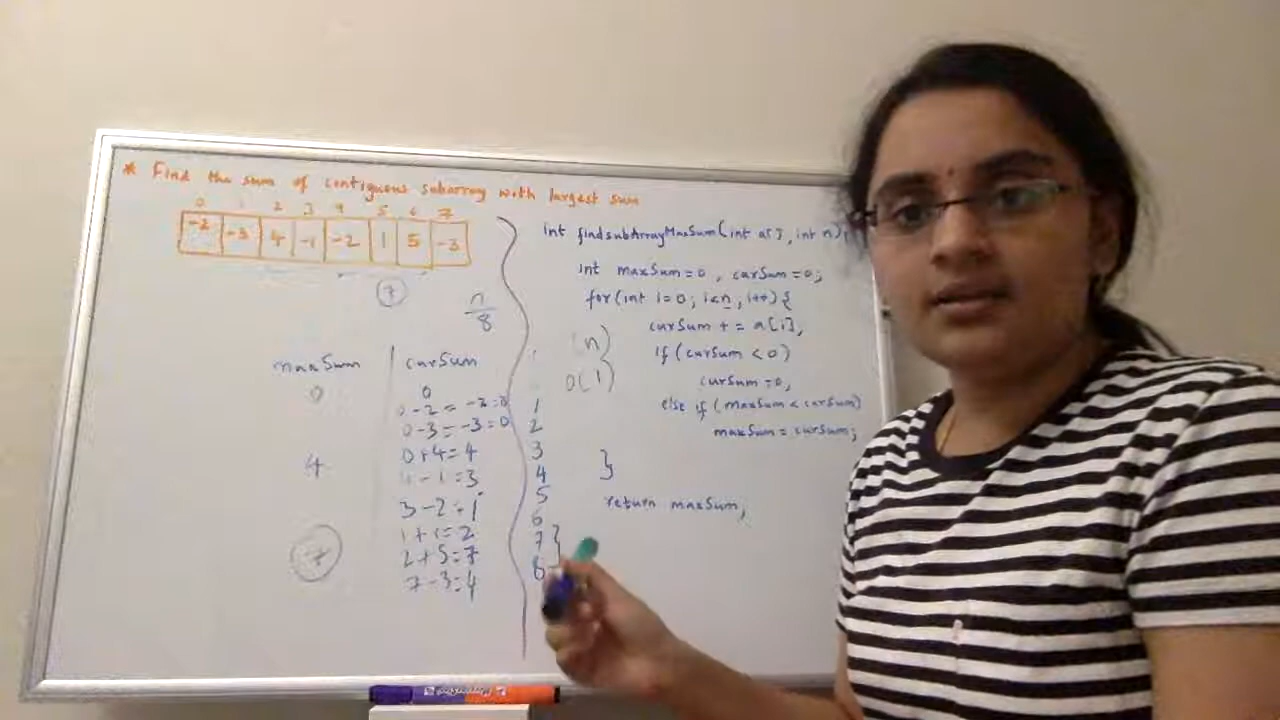 * Find the sum of contiguous subarray with largest sum
0 1 2 3 4 5 6 7
-2 -3 4 -1 -2 1 5 -3
7
n
8
maxSum curSum
0 0
0-2 = -2=0
0-3 = -3=0
4 0+4=4
4-1=3
3-2=1
1+1=2
7 2+5=7
7-3=4
1
2
3
4
5
6
7
8
int findsubArrayMaxSum(int a[], int n){
int maxSum=0, curSum=0;
for(int i=0; i<n, i++){
curSum += a[i],
if (curSum < 0)
curSum=0,
else if (maxSum < curSum)
maxSum = curSum;
}
return maxSum,
(n)
O(1)